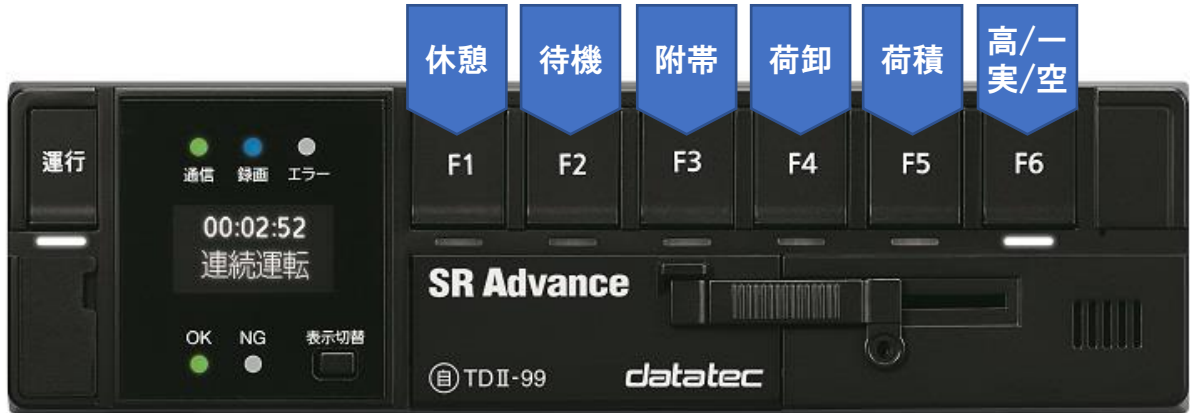 休憩
待機
附帯
荷卸
荷積
高/一
実/空
運行
通信 録画 エラー
F1
F2
F3
F4
F5
F6
00:02:52
連続運転
SR Advance
OK NG 表示切替
自 TDⅡ-99
datatec